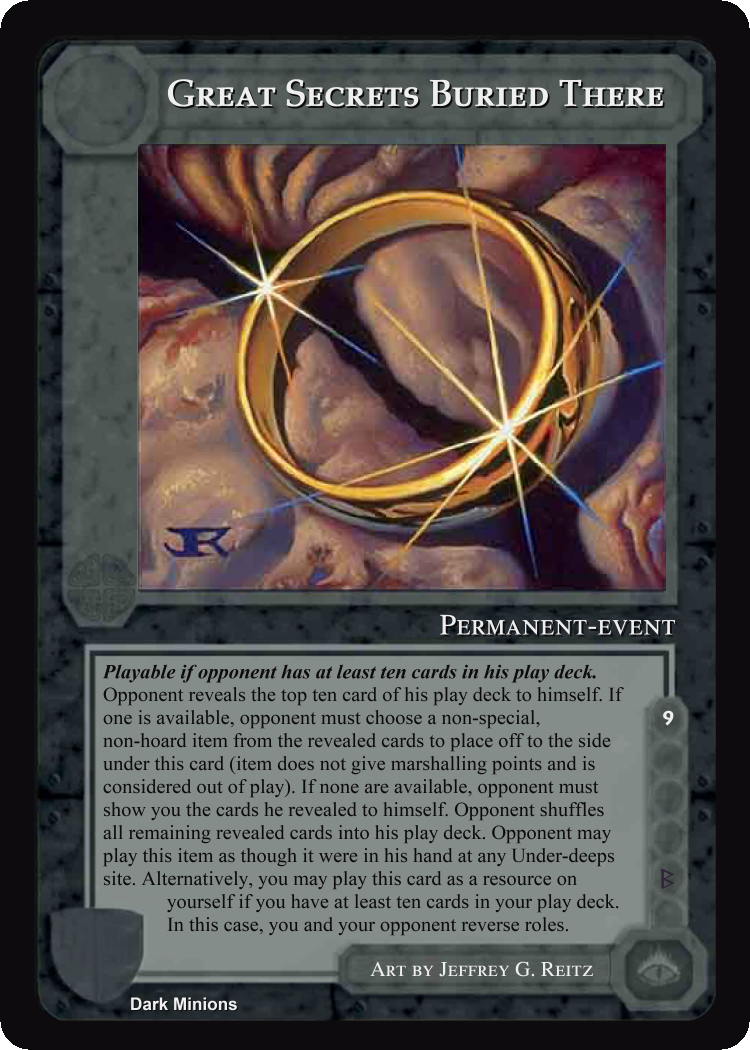 Great Secrets Buried There
JR
Permanent-event
Playable if opponent has at least ten cards in his play deck.
Opponent reveals the top ten card of his play deck to himself. If
one is available, opponent must choose a non-special,
non-hoard item from the revealed cards to place off to the side
under this card (item does not give marshalling points and is
considered out of play). If none are available, opponent must
show you the cards he revealed to himself. Opponent shuffles
all remaining revealed cards into his play deck. Opponent may
play this item as though it were in his hand at any Under-deeps
site. Alternatively, you may play this card as a resource on
yourself if you have at least ten cards in your play deck.
In this case, you and your opponent reverse roles.
9
ᛒ
Art by Jeffrey G. Reitz
Dark Minions